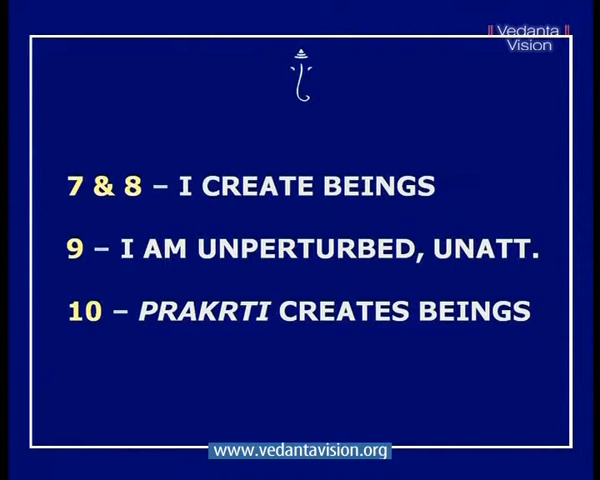 || Vedanta ||
Vision
7 & 8 – I CREATE BEINGS
9 – I AM UNPERTURBED, UNATT.
10 – PRAKRTI CREATES BEINGS
www.vedantavision.org